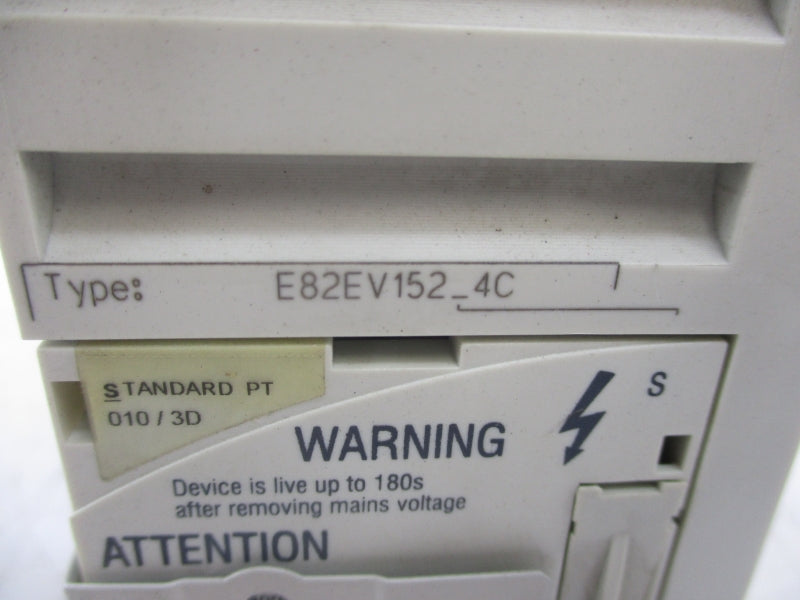 Type: E82EV152_4C
STANDARD PT
010 / 3D
S
WARNING
Device is live up to 180s
after removing mains voltage
ATTENTION